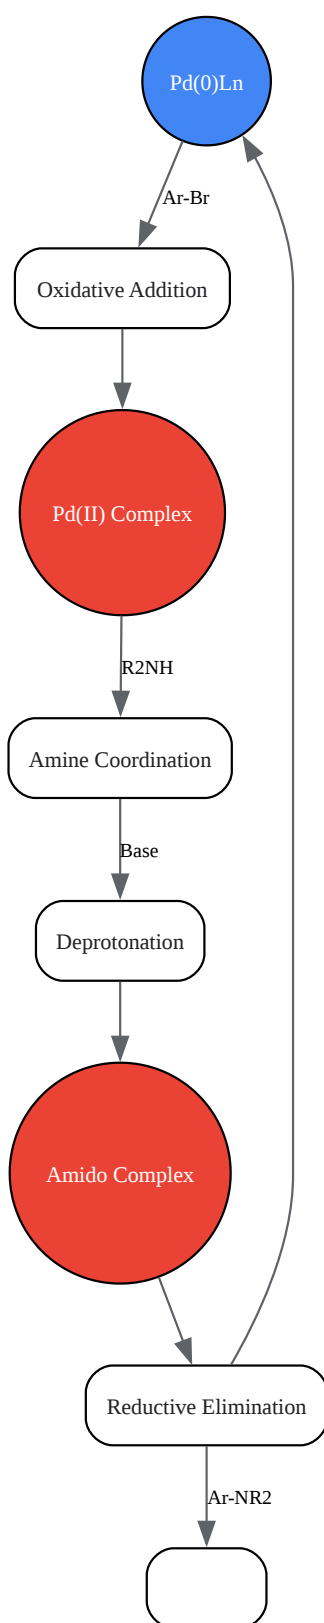 Pd(0)Ln
Ar-Br
Oxidative Addition
Pd(II) Complex
R2NH
Amine Coordination
Base
Deprotonation
Amido Complex
Reductive Elimination
Ar-NR2